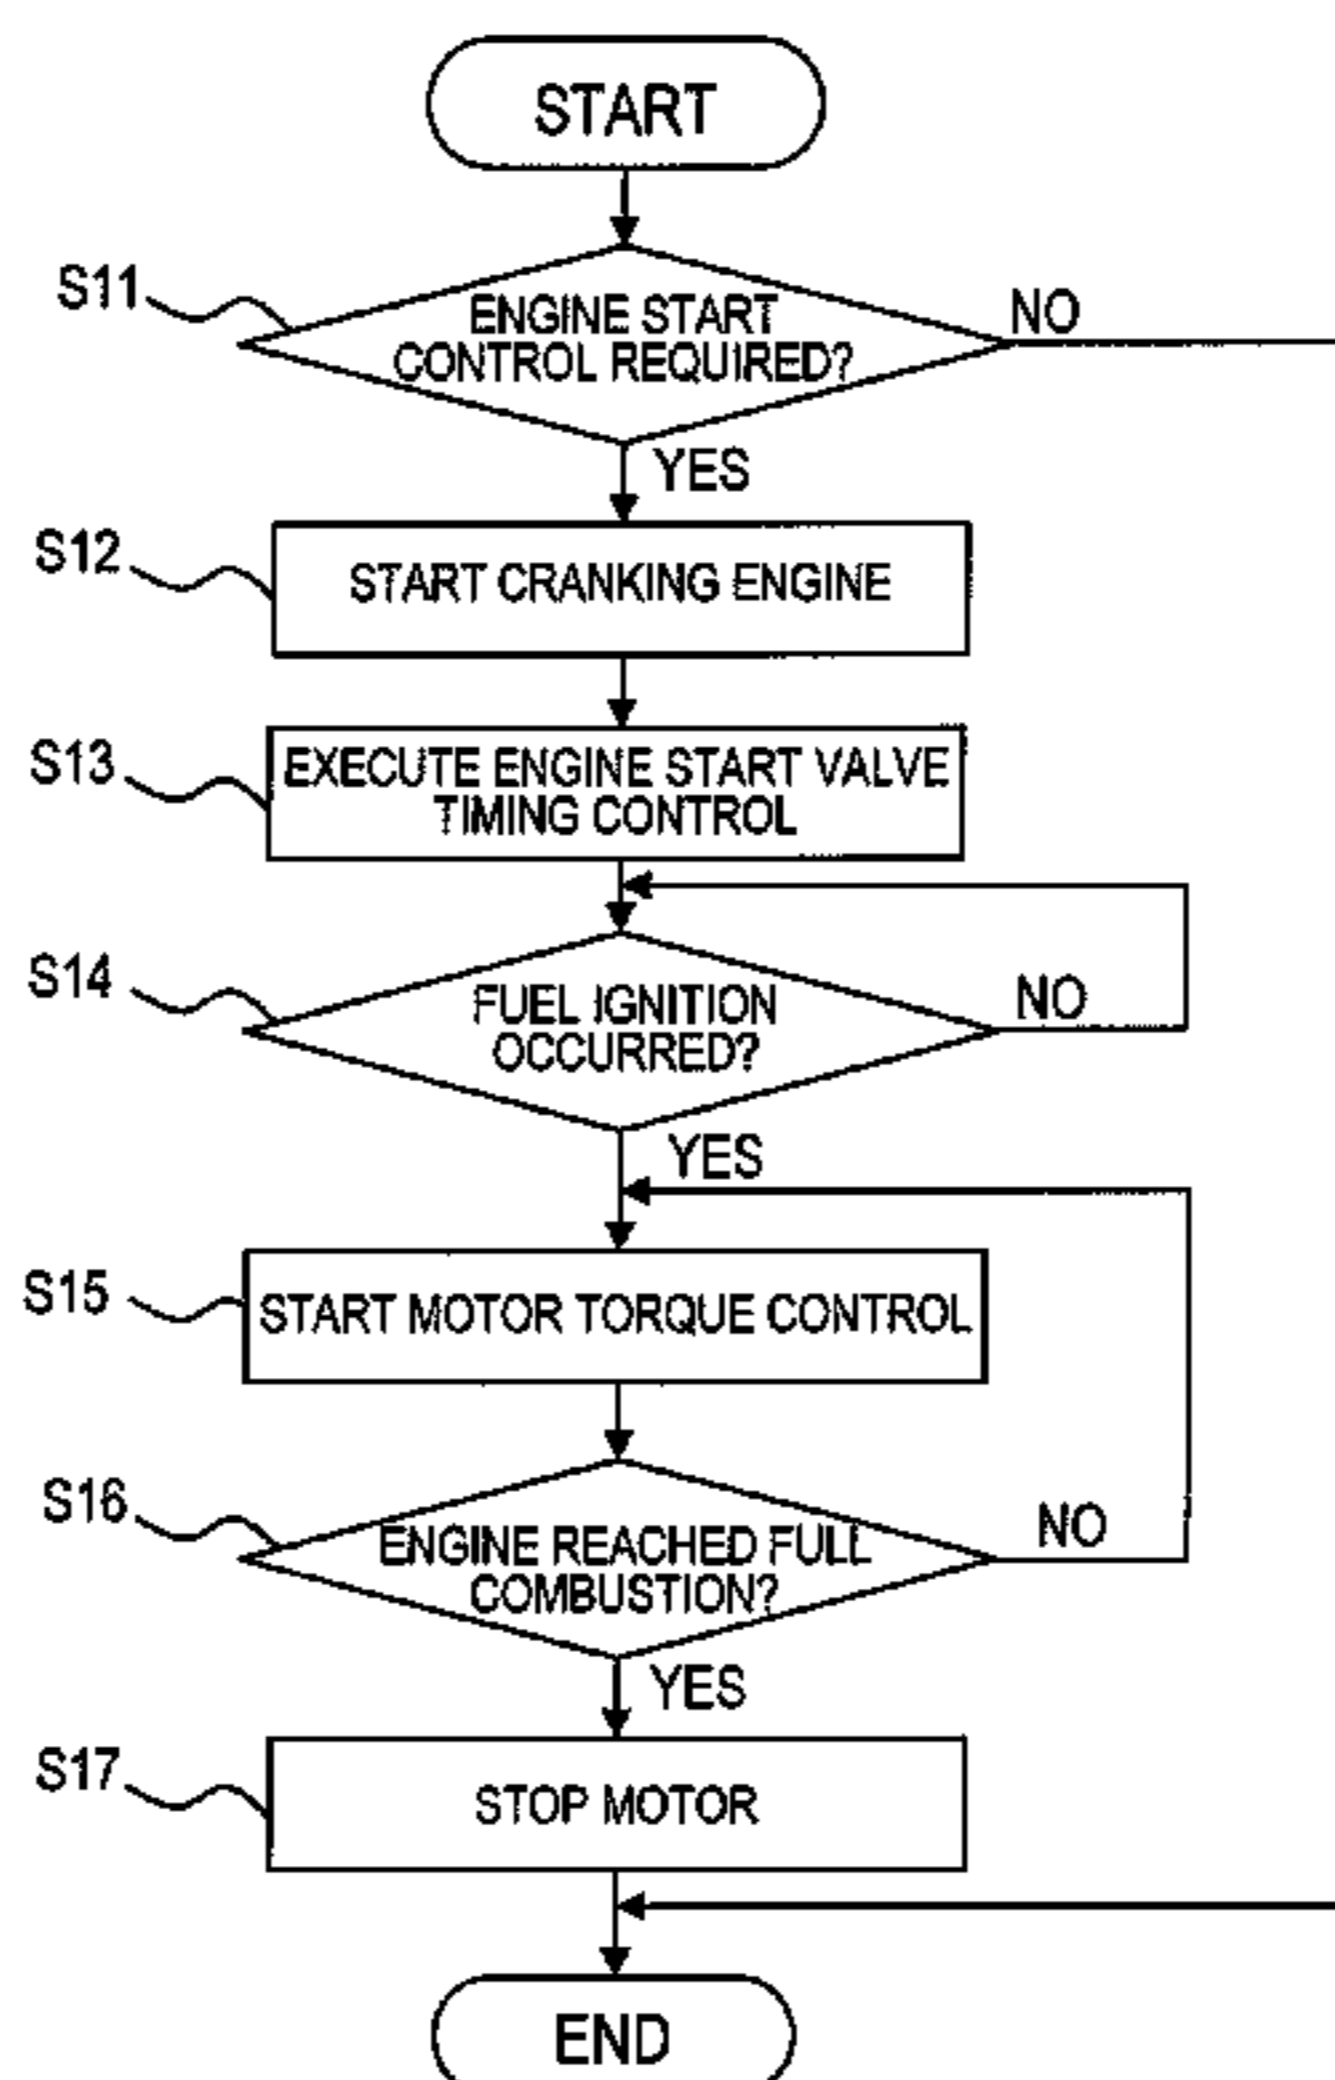 START
S11
ENGINE START
CONTROL REQUIRED?
NO
YES
S12
START CRANKING ENGINE
S13
EXECUTE ENGINE START VALVE
TIMING CONTROL
S14
FUEL IGNITION
OCCURRED?
NO
YES
S15
START MOTOR TORQUE CONTROL
S16
ENGINE REACHED FULL
COMBUSTION?
NO
YES
S17
STOP MOTOR
END